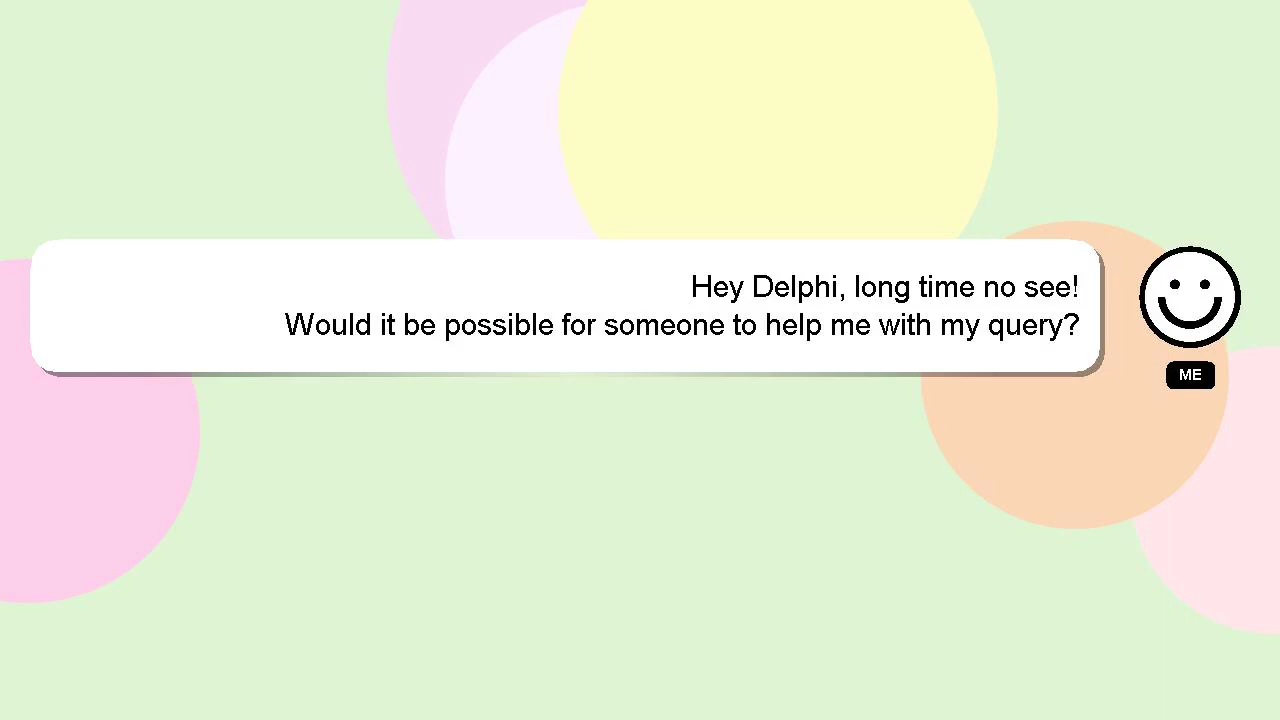 Hey Delphi, long time no see!
Would it be possible for someone to help me with my query?
ME